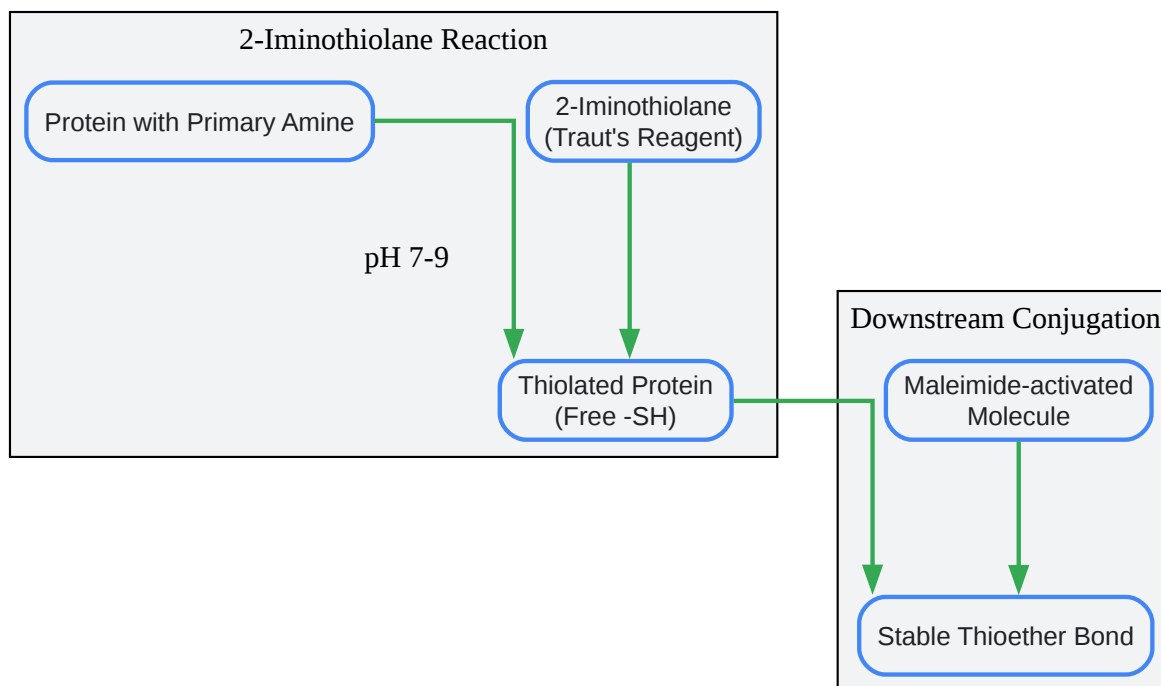 2-Iminothiolane Reaction
Protein with Primary Amine
2-Iminothiolane
(Traut's Reagent)
pH 7-9
Thiolated Protein
(Free -SH)
Downstream Conjugation
Maleimide-activated
Molecule
Stable Thioether Bond